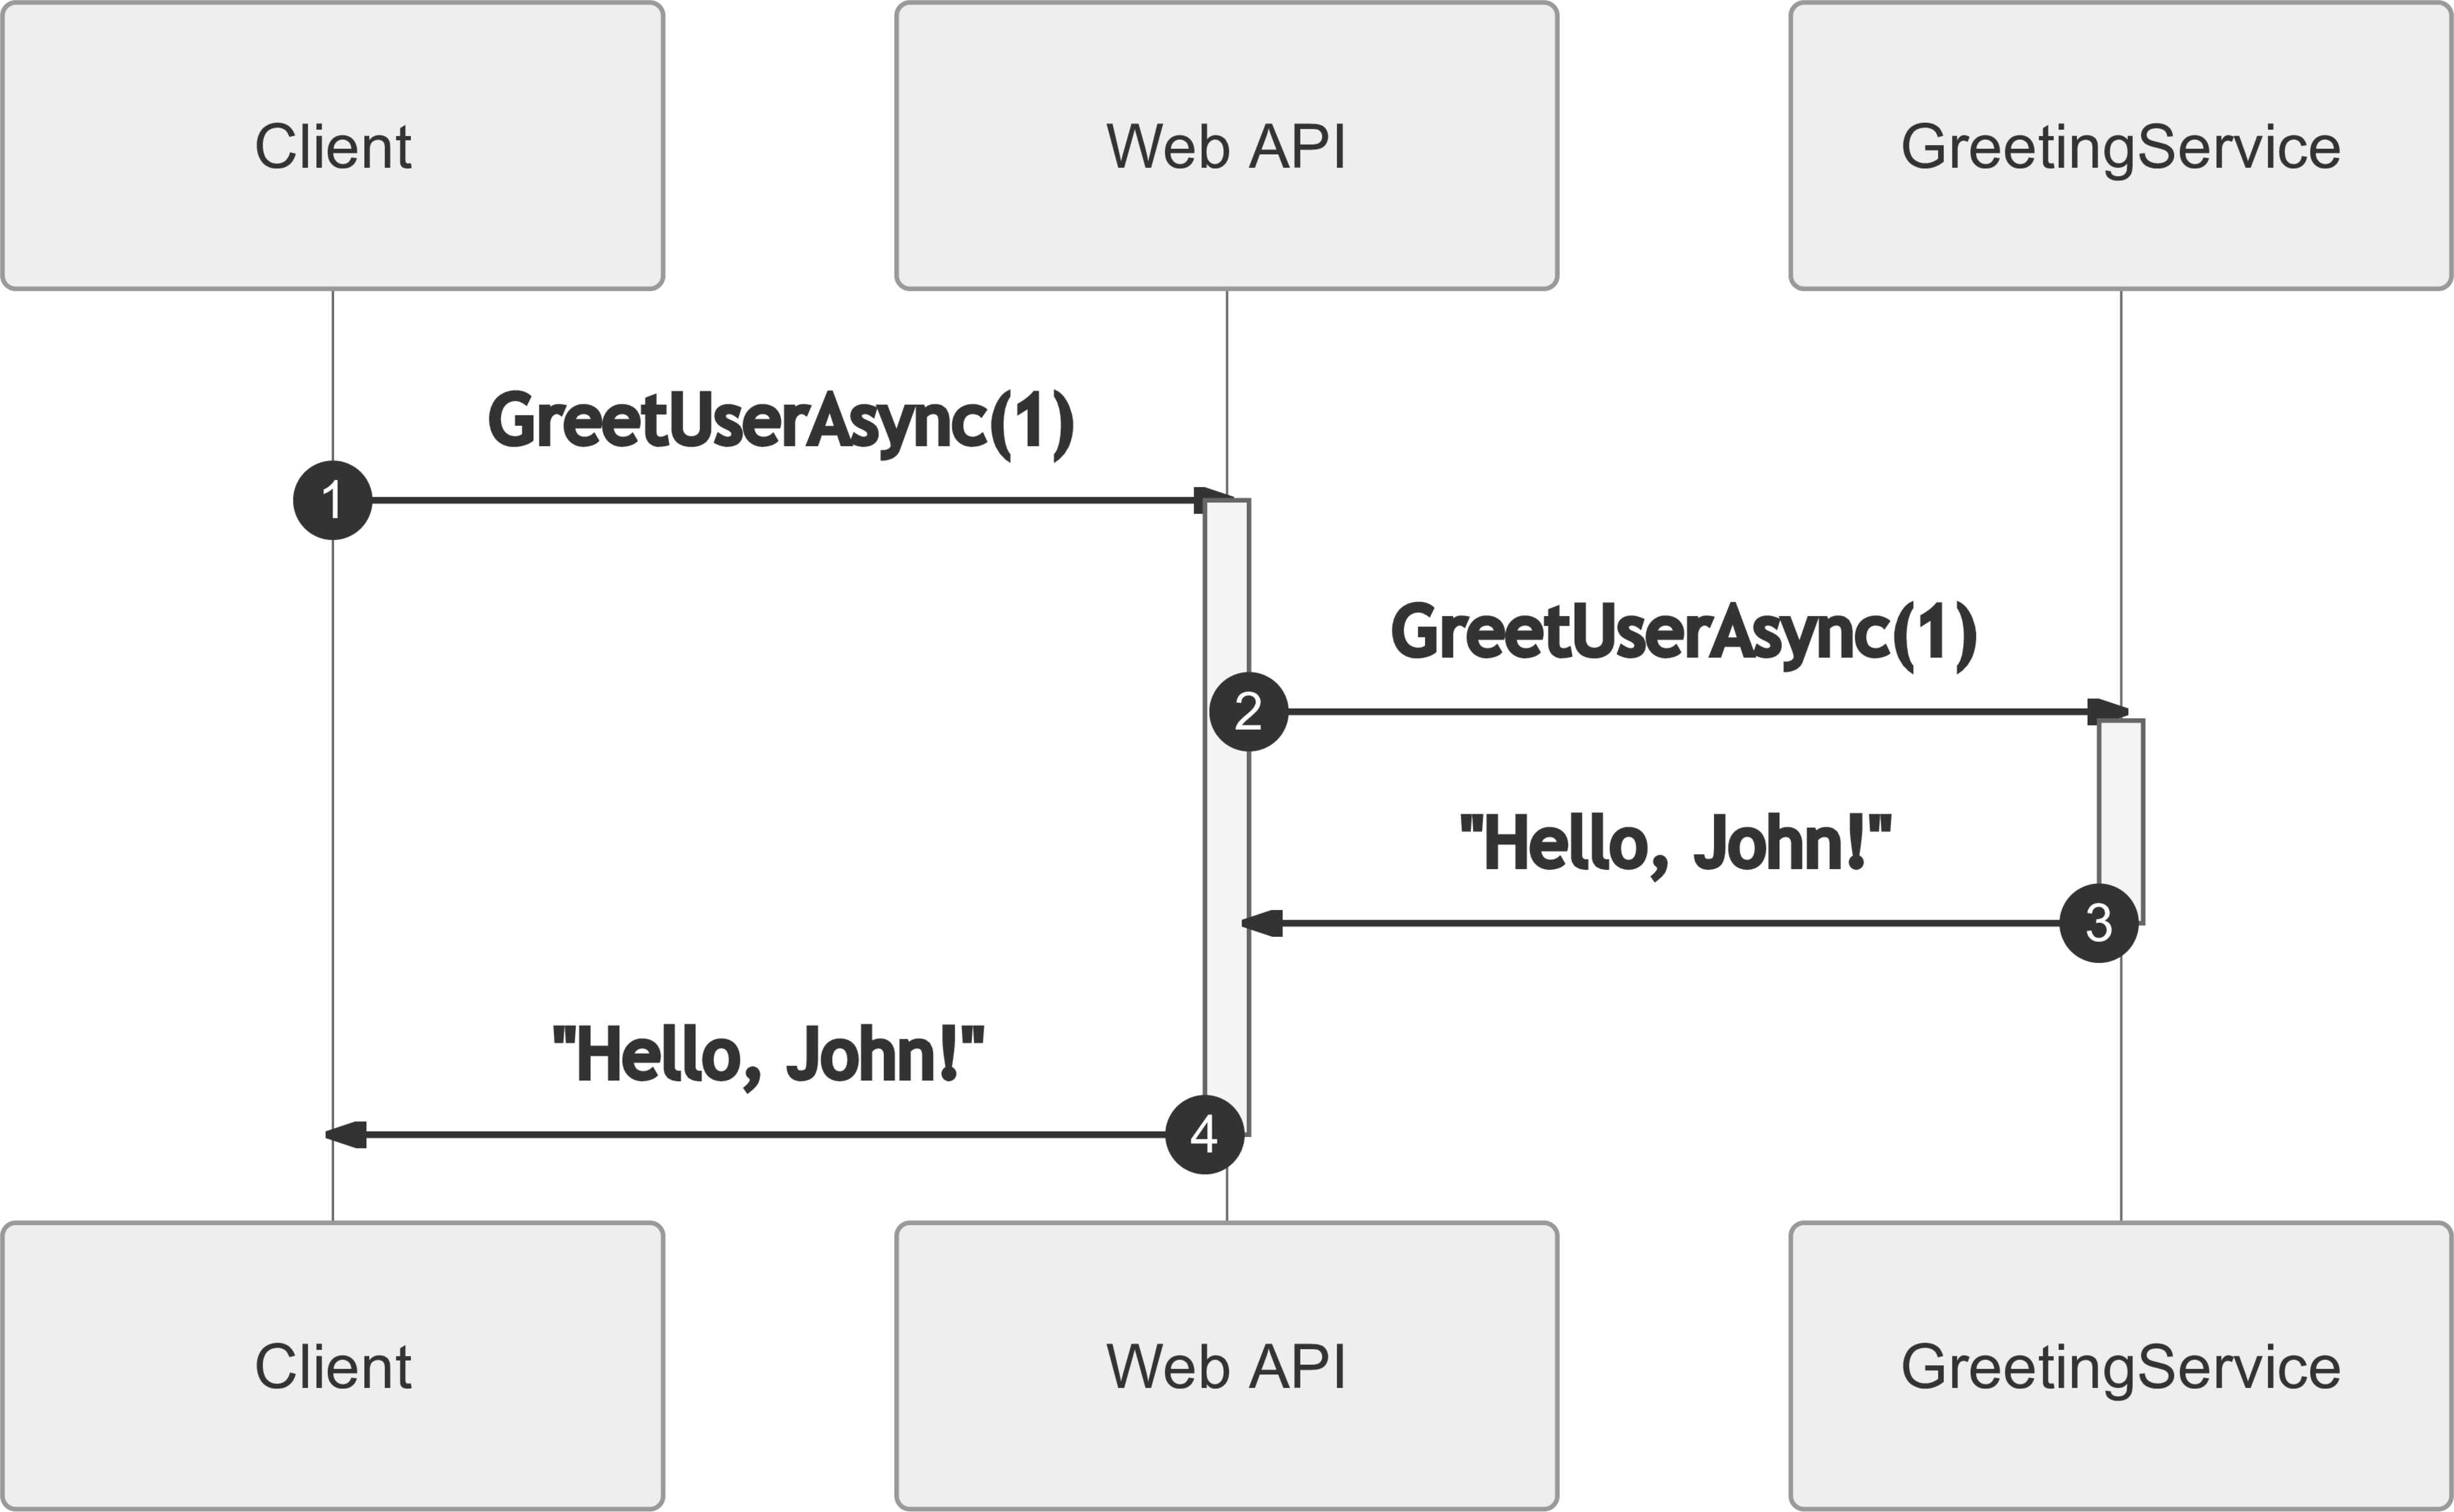 Client
Web API
GreetingService
GreetUserAsync(1)
1
GreetUserAsync(1)
2
"Hello, John!"
3
"Hello, John!"
4
Client
Web API
GreetingService